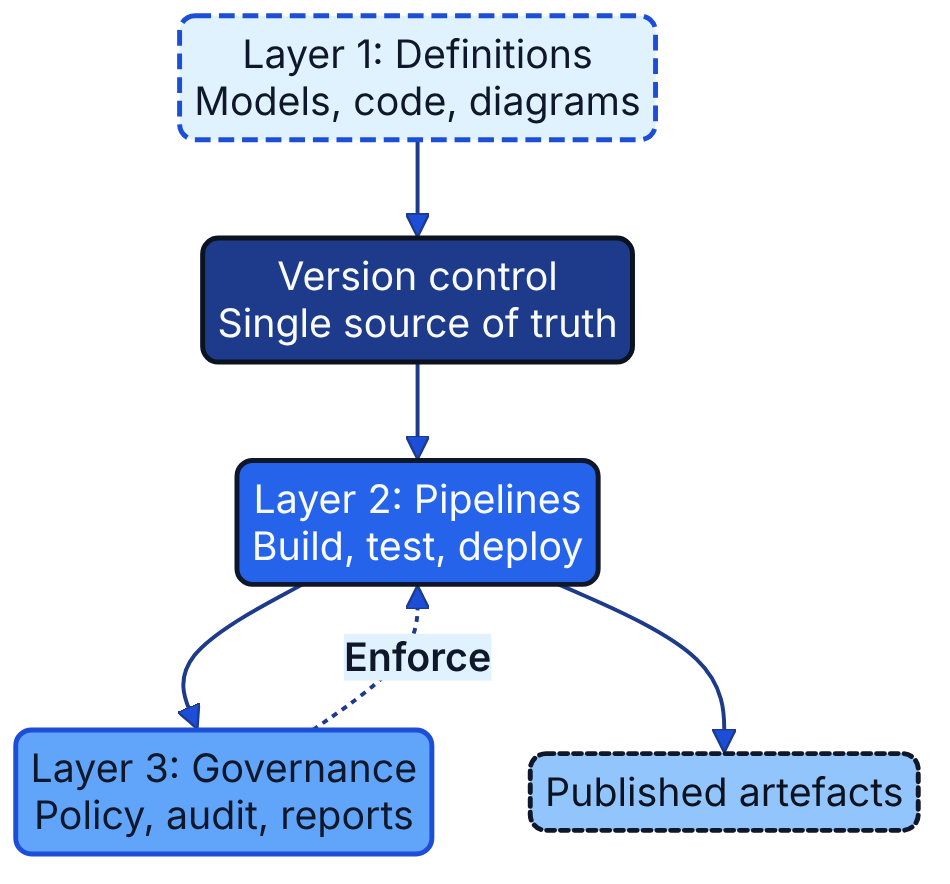 Layer 1: Definitions
Models, code, diagrams
Version control
Single source of truth
Layer 2: Pipelines
Build, test, deploy
Enforce
Layer 3: Governance
Policy, audit, reports
Published artefacts